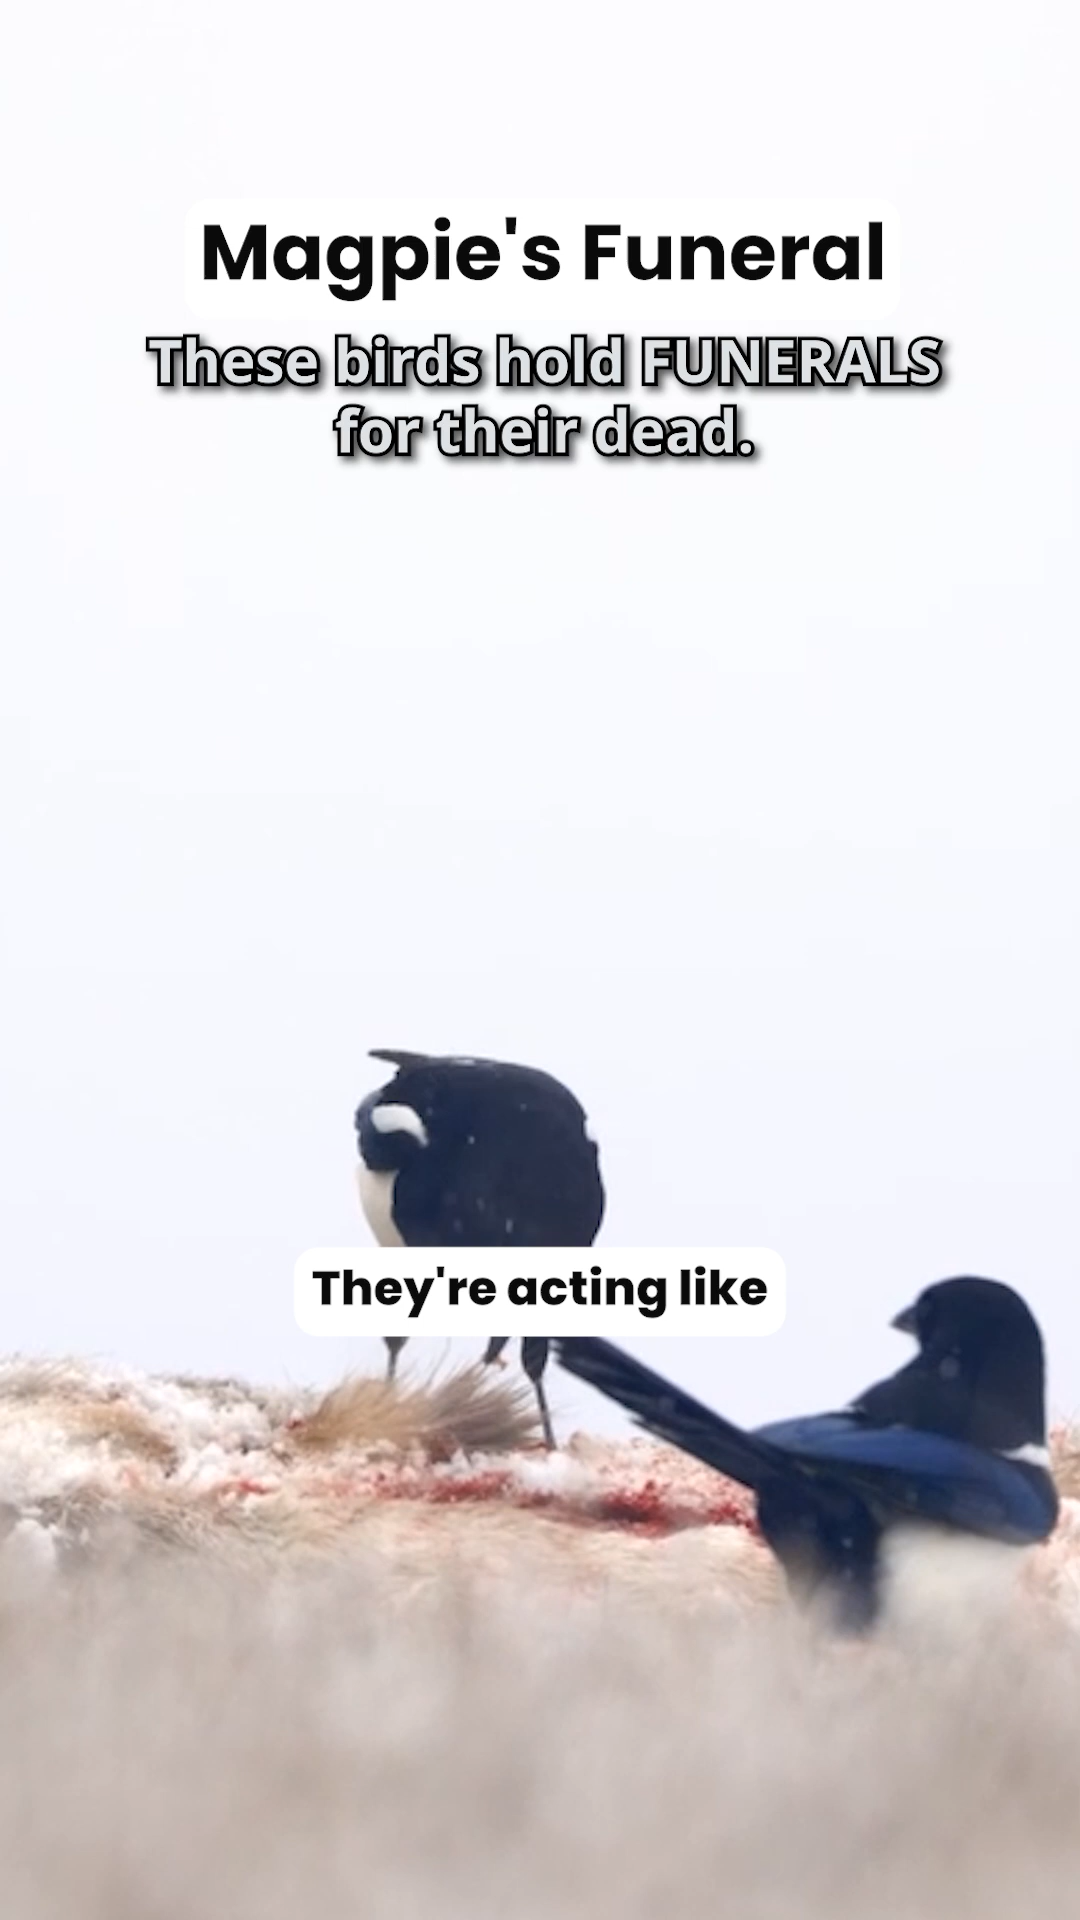 Magpie's Funeral
These birds hold FUNERALS
for their dead.
They're acting like